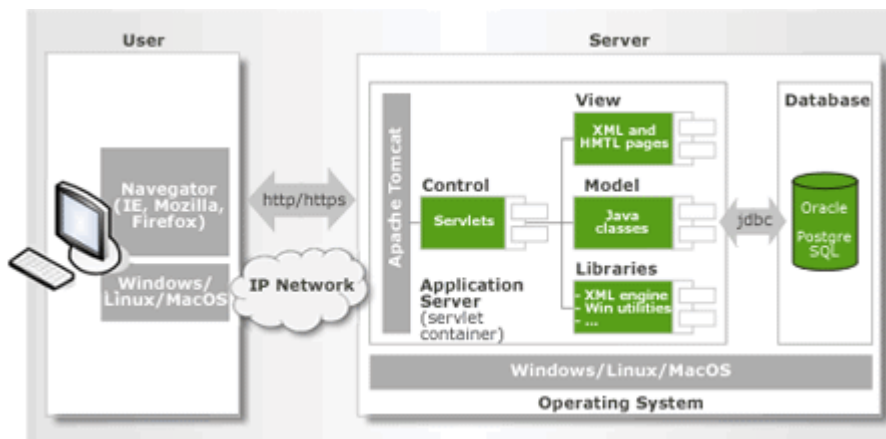 User
Server
Navegator
(IE, Mozilla,
Firefox)
Windows/
Linux/MacOS
http/https
IP Network
Apache Tomcat
Control
Servlets
Application
Server
(servlet
container)
View
XML and
HMTL pages
Model
Java
classes
Libraries
- XML engine
- Win utilities
- ...
jdbc
Database
Oracle
Postgre
SQL
Windows/Linux/MacOS
Operating System